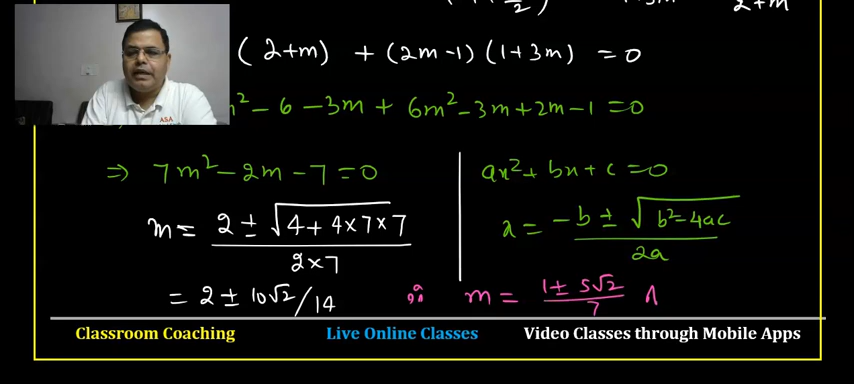 2+m
( 2+m) + (2m-1) (1+3m) =0
m² - 6 - 3m + 6m² - 3m + 2m - 1 = 0
⇒ 7m² - 2m - 7 = 0
ax² + bx + c = 0
m = 2 ± √4 + 4×7×7 / 2×7
x = -b ± √b² - 4ac / 2a
= 2 ± 10√2 / 14
∴ m = 1 ± 5√2 / 7
ASA
Classroom Coaching Live Online Classes Video Classes through Mobile Apps